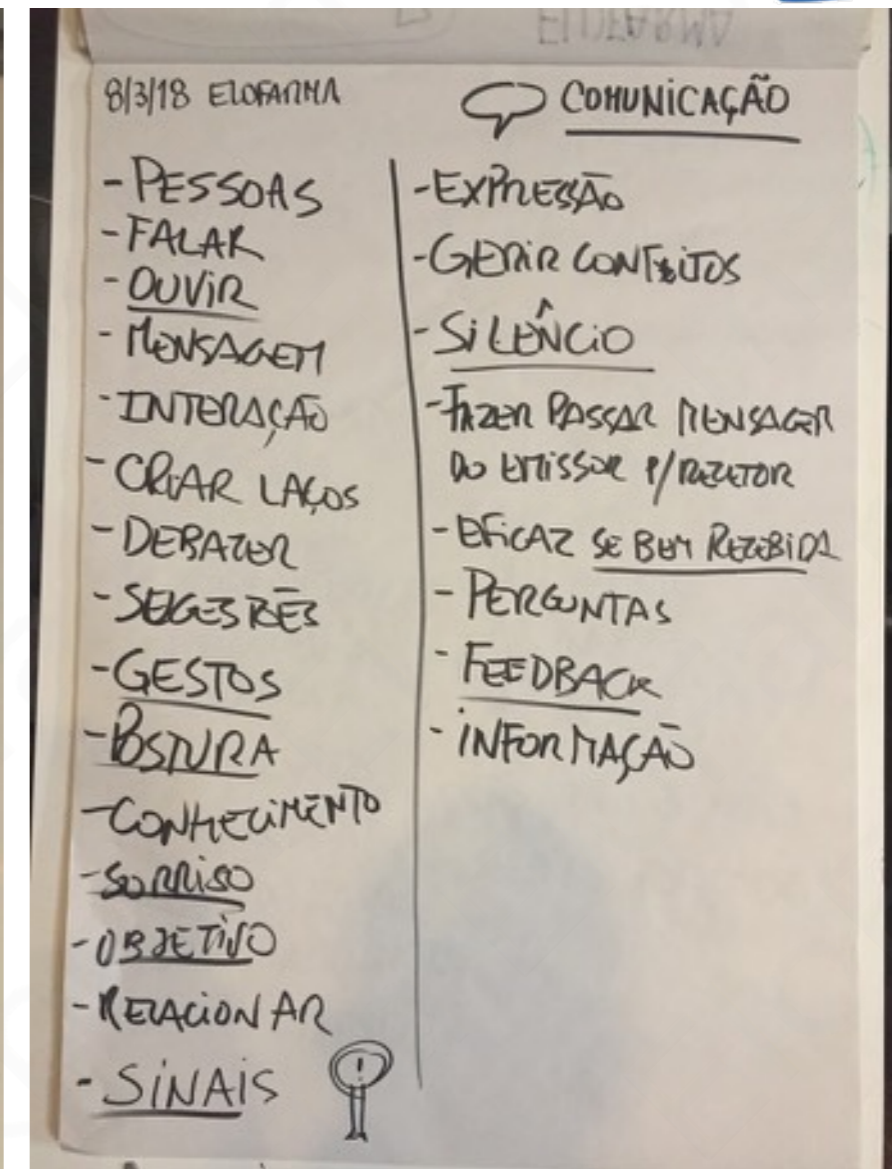 8/3/18 ELOFARMA
COMUNICAÇÃO
- PESSOAS
- FALAR
- OUVIR
- MENSAGEM
- INTERAÇÃO
- CRIAR LAÇOS
- DEBATER
- SUGESTÕES
- GESTOS
- POSTURA
- CONHECIMENTO
- SORRISO
- OBJETIVO
- RELACIONAR
- SINAIS
!
- EXPRESSÃO
- GERIR CONFLITOS
- SILÊNCIO
- FAZER PASSAR MENSAGEM
DO EMISSOR P/RECETOR
- EFICAZ SE BEM RECEBIDA
- PERGUNTAS
- FEEDBACK
- INFORMAÇÃO